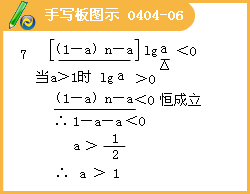 手写板图示 0404-06
7 [(1-a) n-a] lg a <0
当a>1时 lg a >0
(1-a) n-a<0 恒成立
∴ 1-a-a<0
a > 1/2
∴ a > 1